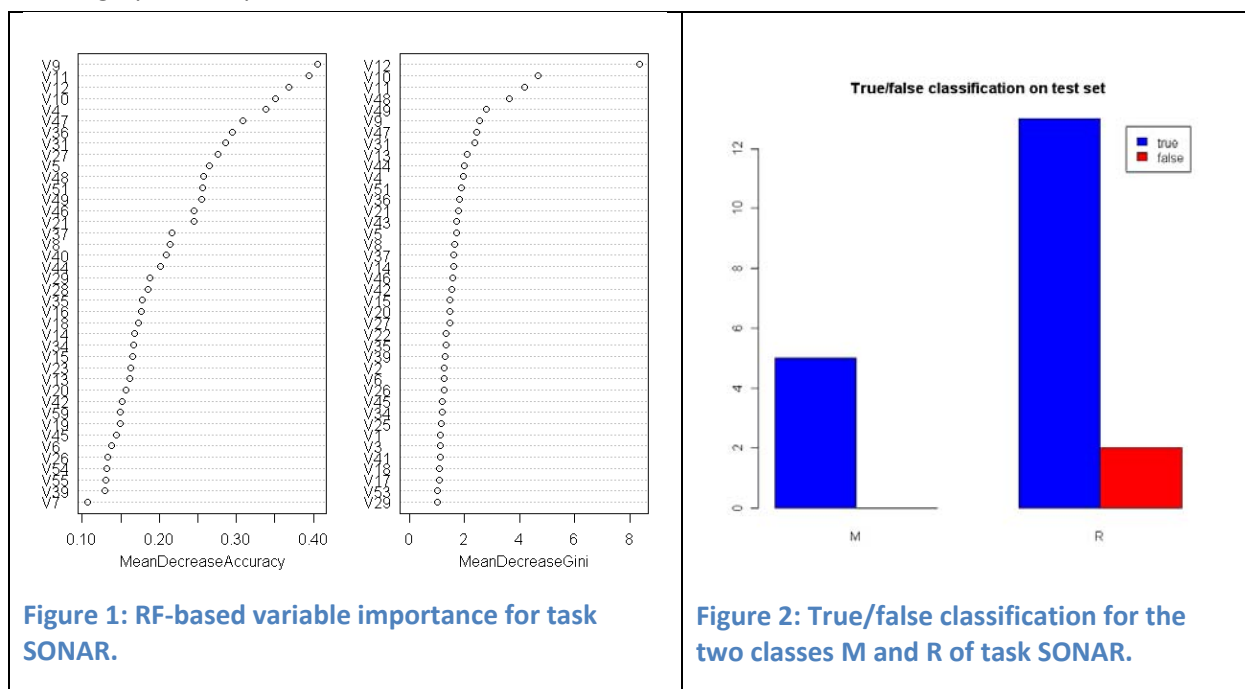 V9
V11
V12
V10
V4
V47
V36
V31
V27
V5
V48
V51
V49
V46
V21
V37
V8
V40
V44
V29
V28
V35
V16
V18
V14
V34
V15
V23
V13
V20
V42
V59
V19
V45
V6
V26
V54
V55
V39
V7
0.10 0.20 0.30 0.40
MeanDecreaseAccuracy
V12
V10
V11
V48
V49
V9
V47
V31
V13
V44
V4
V51
V36
V21
V43
V5
V8
V37
V14
V46
V15
V20
V27
V22
V35
V39
V2
V6
V26
V45
V34
V25
V1
V3
V41
V18
V17
V53
V29
0 2 4 6 8
MeanDecreaseGini
Figure 1: RF-based variable importance for task
SONAR.
True/false classification on test set
true
false
12
10
8
6
4
2
0
M R
Figure 2: True/false classification for the
two classes M and R of task SONAR.